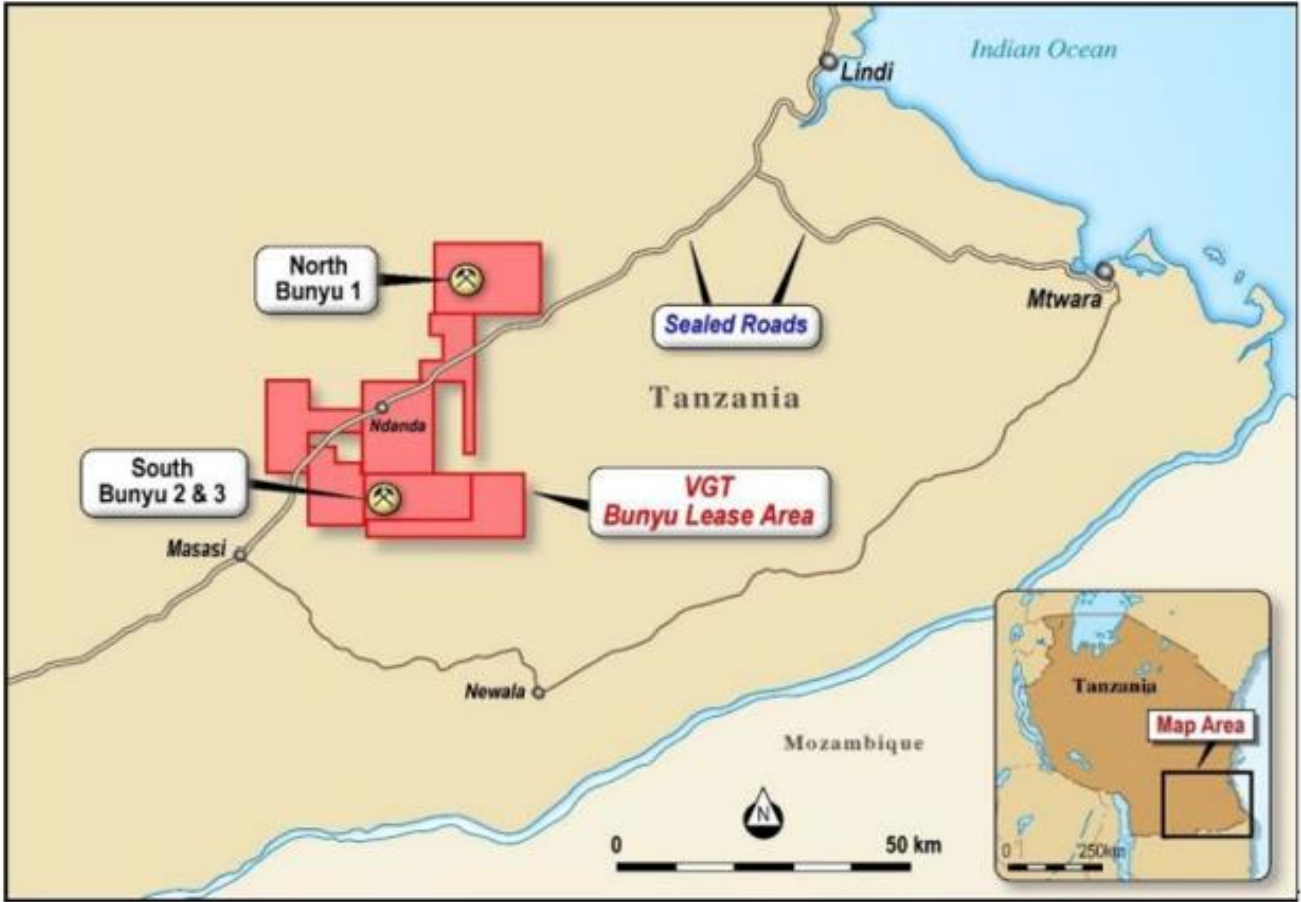 Indian Ocean
Lindi
North
Bunyu 1
Mtwara
Sealed Roads
Tanzania
Ndanda
South
Bunyu 2 & 3
VGT
Bunyu Lease Area
Masasi
Newala
Mozambique
N
0 50 km
Tanzania
Map Area
0 250km